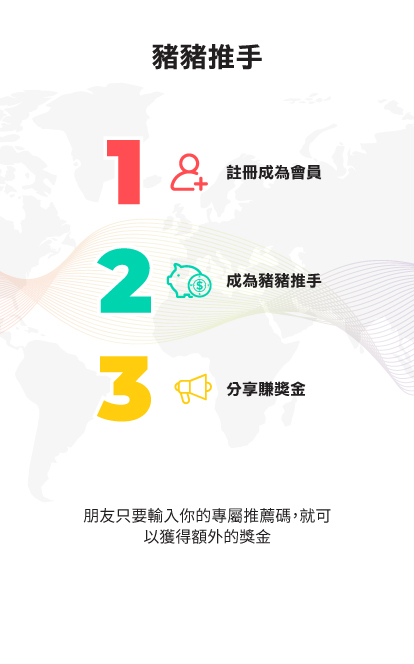 豬豬推手
1
註冊成為會員
2
$
成為豬豬推手
3
分享賺獎金
朋友只要輸入你的專屬推薦碼，就可
以獲得額外的獎金